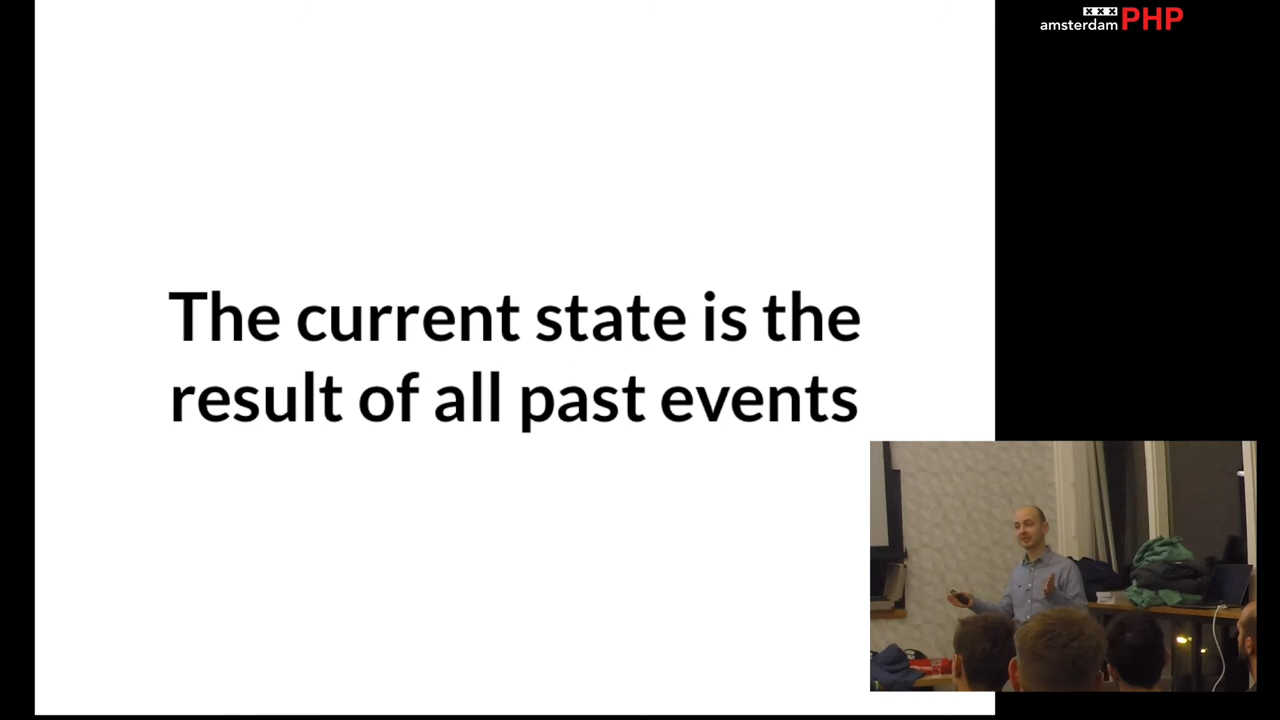 amsterdamPHP
The current state is the
result of all past events